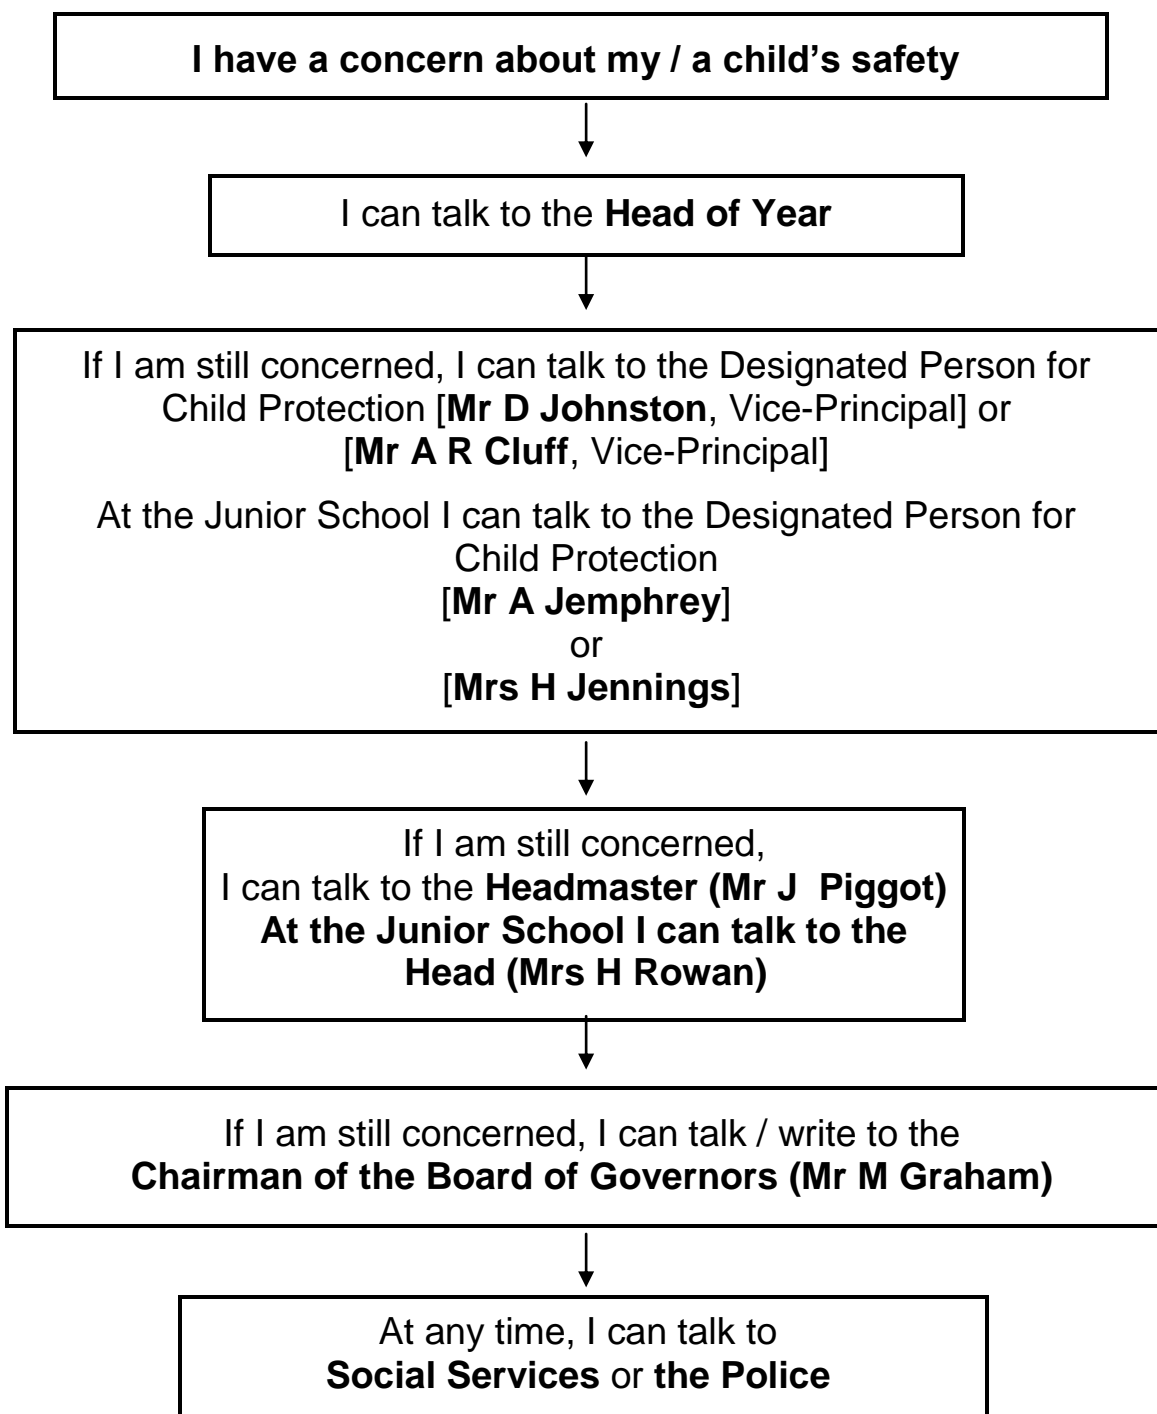 I have a concern about my / a child's safety
I can talk to the Head of Year
If I am still concerned, I can talk to the Designated Person for
Child Protection [Mr D Johnston, Vice-Principal] or
[Mr A R Cluff, Vice-Principal]
At the Junior School I can talk to the Designated Person for
Child Protection
[Mr A Jemphrey]
or
[Mrs H Jennings]
If I am still concerned,
I can talk to the Headmaster (Mr J  Piggot)
At the Junior School I can talk to the
Head (Mrs H Rowan)
If I am still concerned, I can talk / write to the
Chairman of the Board of Governors (Mr M Graham)
At any time, I can talk to
Social Services or the Police